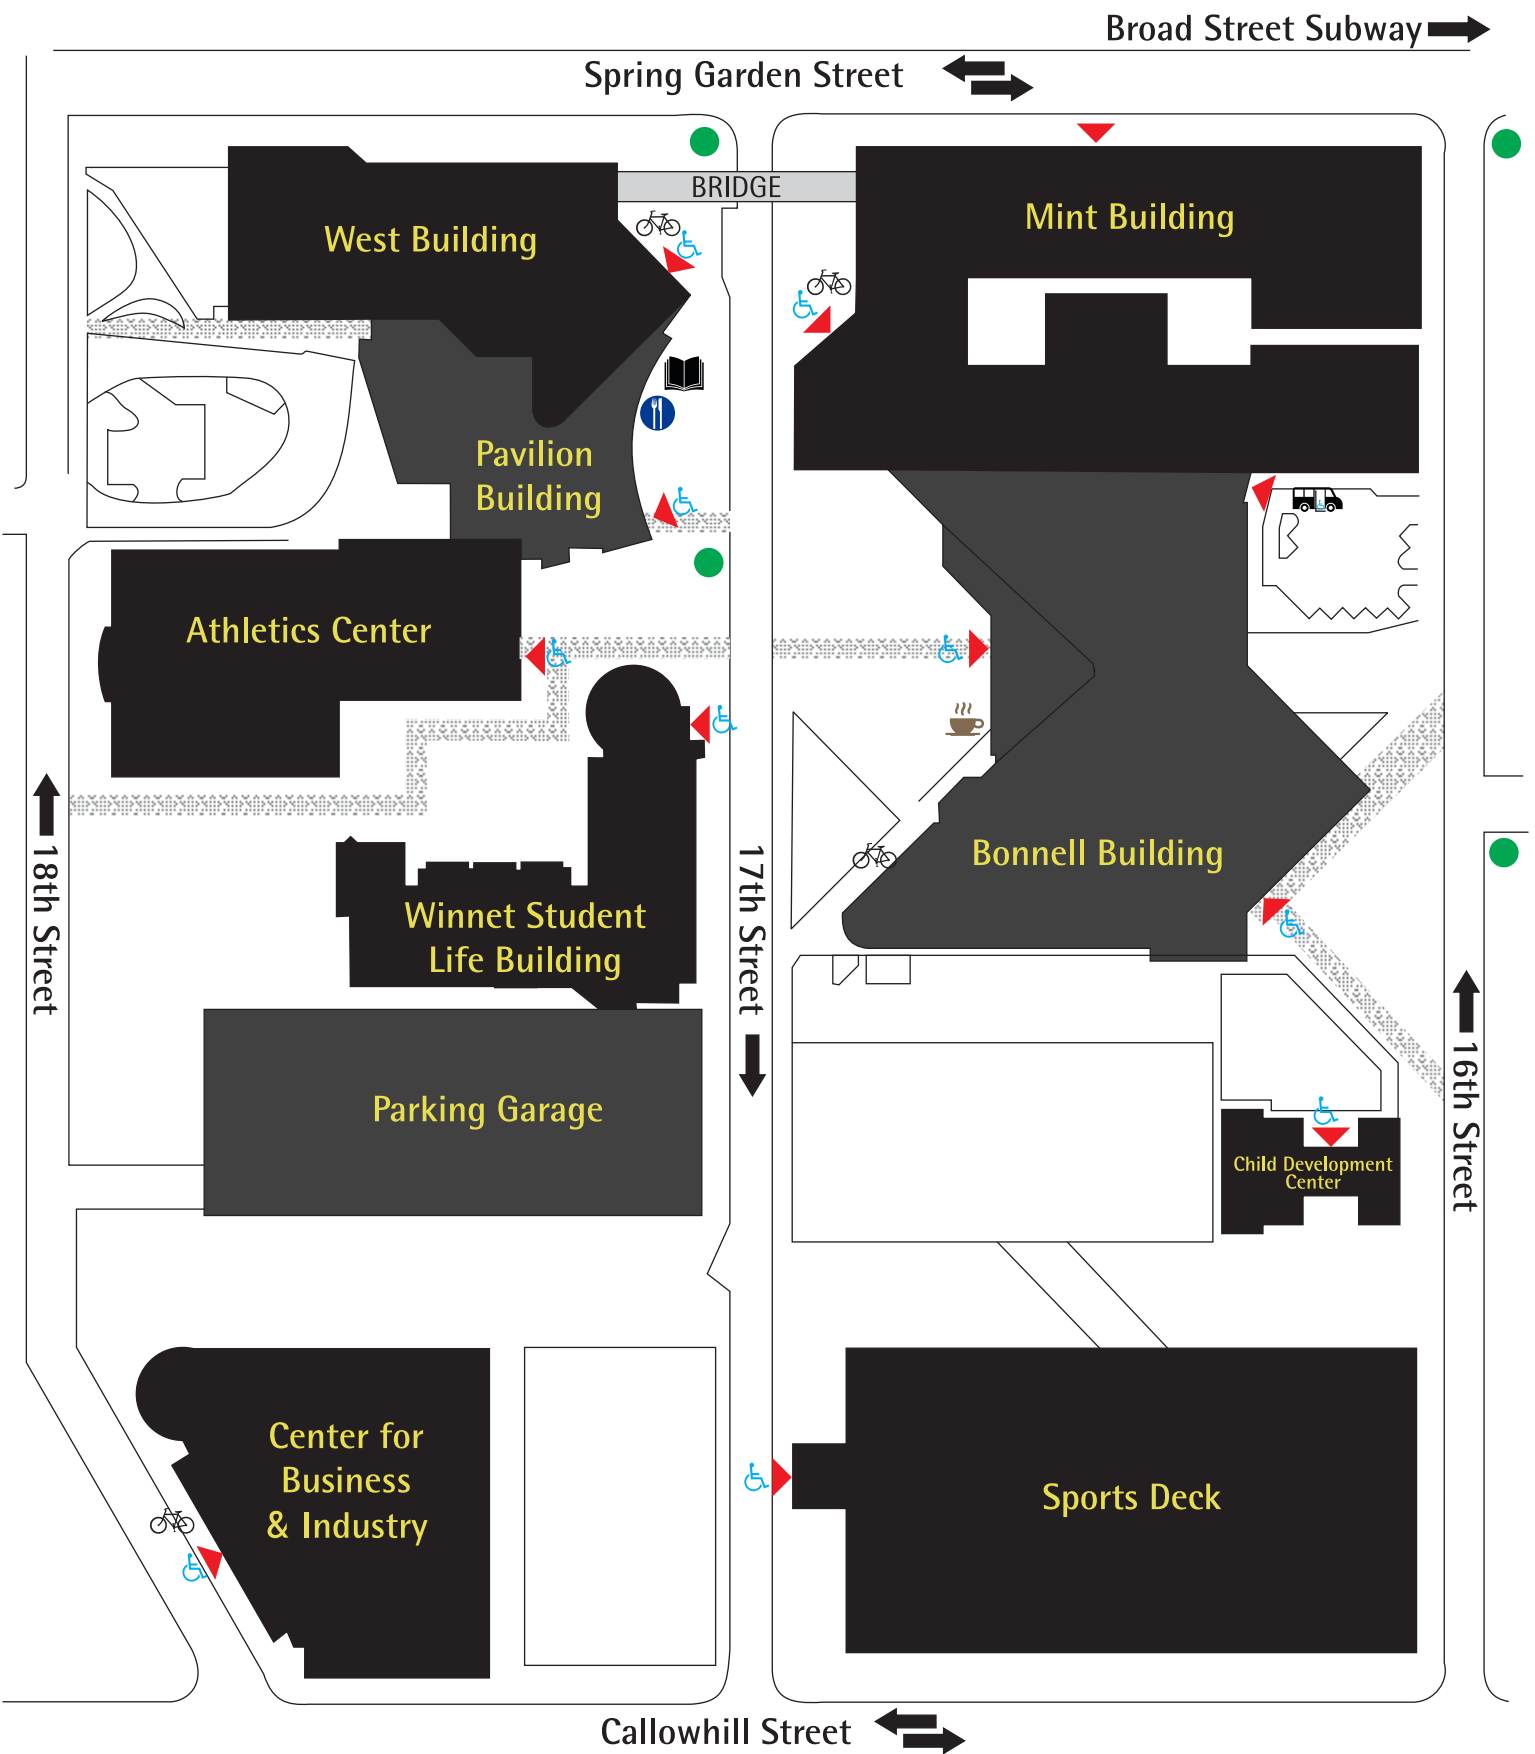 Broad Street Subway
Spring Garden Street
BRIDGE
West Building
Mint Building
Pavilion
Building
Athletics Center
Bonnell Building
18th Street
17th Street
16th Street
Winnet Student
Life Building
Parking Garage
Child Development
Center
Center for
Business
& Industry
Sports Deck
Callowhill Street